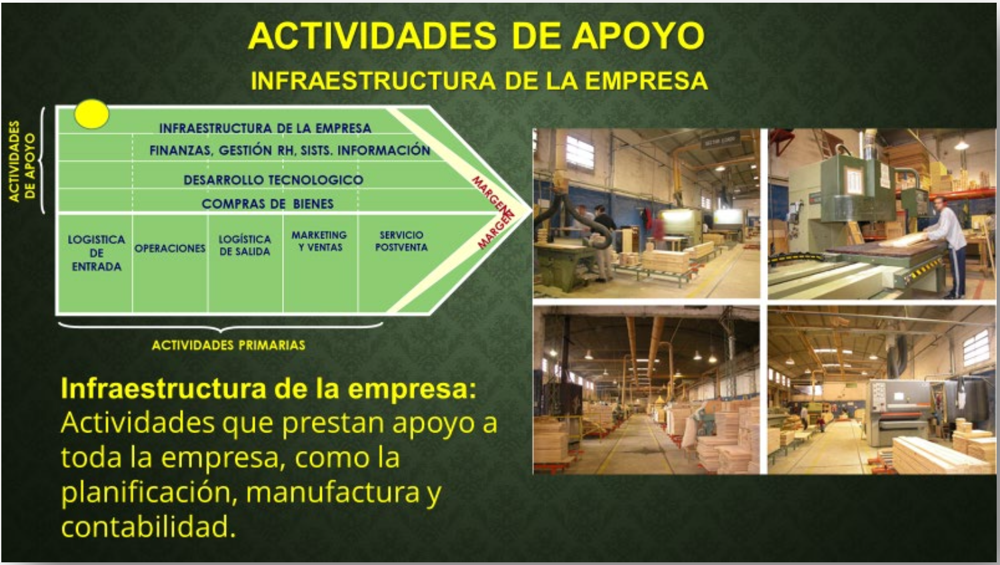 ACTIVIDADES DE APOYO
INFRAESTRUCTURA DE LA EMPRESA
ACTIVIDADES
DE APOYO
INFRAESTRUCTURA DE LA EMPRESA
FINANZAS, GESTIÓN RH, SISTS. INFORMACIÓN
DESARROLLO TECNOLOGICO
COMPRAS DE BIENES
MARGEN
MARGEN
LOGISTICA
DE
ENTRADA
OPERACIONES
LOGÍSTICA
DE SALIDA
MARKETING
Y VENTAS
SERVICIO
POSTVENTA
ACTIVIDADES PRIMARIAS
Infraestructura de la empresa:
Actividades que prestan apoyo a
toda la empresa, como la
planificación, manufactura y
contabilidad.